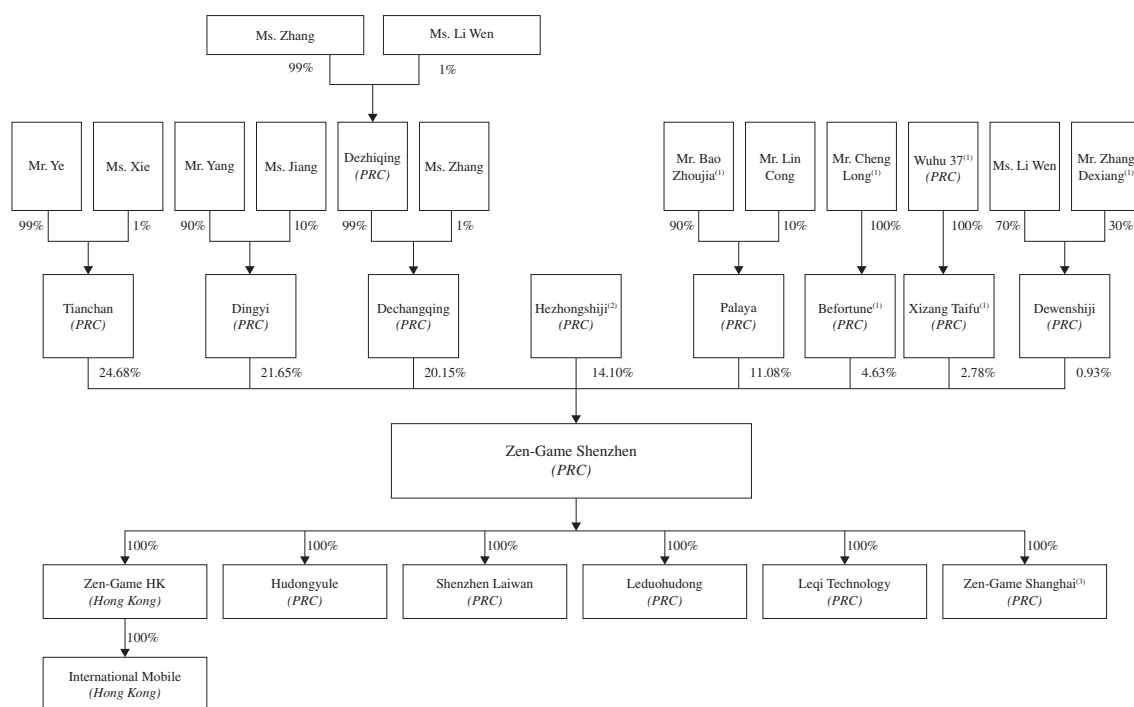 Ms. Zhang
Ms. Li Wen
99%
1%
Mr. Ye
Ms. Xie
Mr. Yang
Ms. Jiang
Dezhiqing
(PRC)
Ms. Zhang
Mr. Bao
Zhoujia(1)
Mr. Lin
Cong
Mr. Cheng
Long(1)
Wuhu 37(1)
(PRC)
Ms. Li Wen
Mr. Zhang
Dexiang(1)
99%
1%
90%
10%
99%
1%
90%
10%
100%
100%
70%
30%
Tianchan
(PRC)
Dingyi
(PRC)
Dechangqing
(PRC)
Hezhongshiji(2)
(PRC)
Palaya
(PRC)
Befortune(1)
(PRC)
Xizang Taifu(1)
(PRC)
Dewenshiji
(PRC)
24.68%
21.65%
20.15%
14.10%
11.08%
4.63%
2.78%
0.93%
Zen-Game Shenzhen
(PRC)
100%
100%
100%
100%
100%
100%
Zen-Game HK
(Hong Kong)
Hudongyule
(PRC)
Shenzhen Laiwan
(PRC)
Leduohudong
(PRC)
Leqi Technology
(PRC)
Zen-Game Shanghai(3)
(PRC)
100%
International Mobile
(Hong Kong)